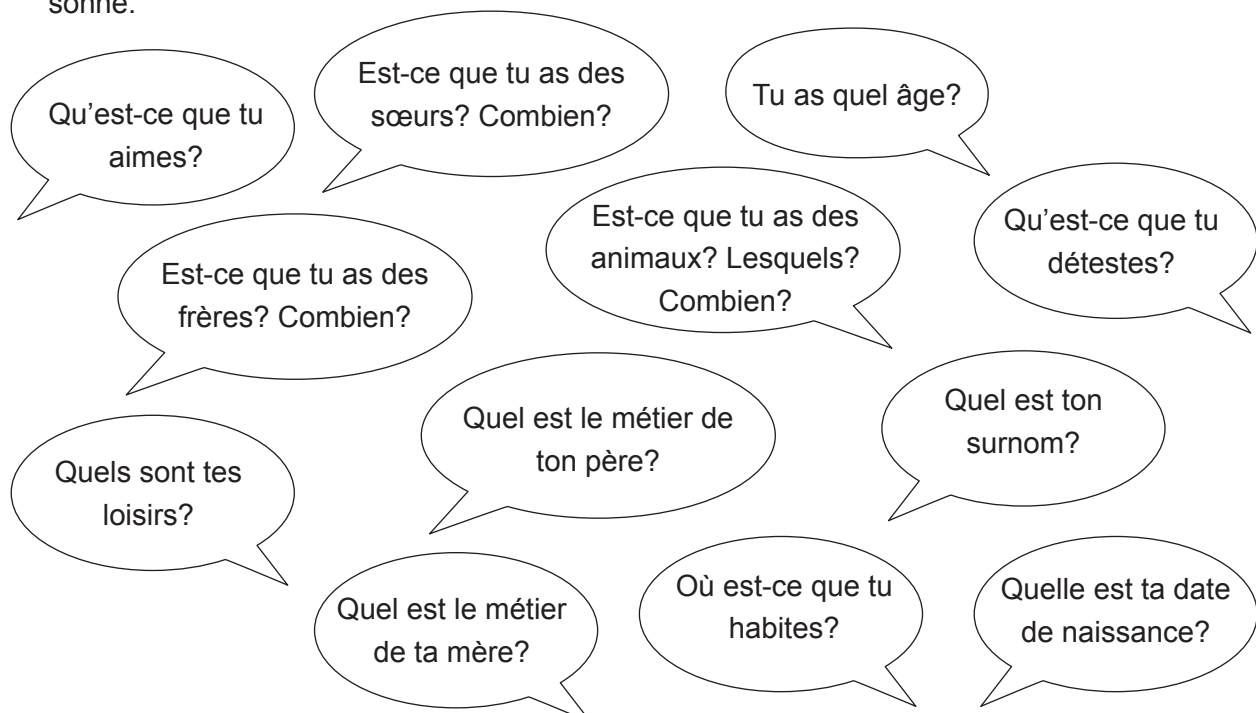 sonne.
Qu’est-ce que tu
aimes?
Est-ce que tu as des
sœurs? Combien?
Tu as quel âge?
Est-ce que tu as des
frères? Combien?
Est-ce que tu as des
animaux? Lesquels?
Combien?
Qu’est-ce que tu
détestes?
Quels sont tes
loisirs?
Quel est le métier de
ton père?
Quel est ton
surnom?
Quel est le métier
de ta mère?
Où est-ce que tu
habites?
Quelle est ta date
de naissance?